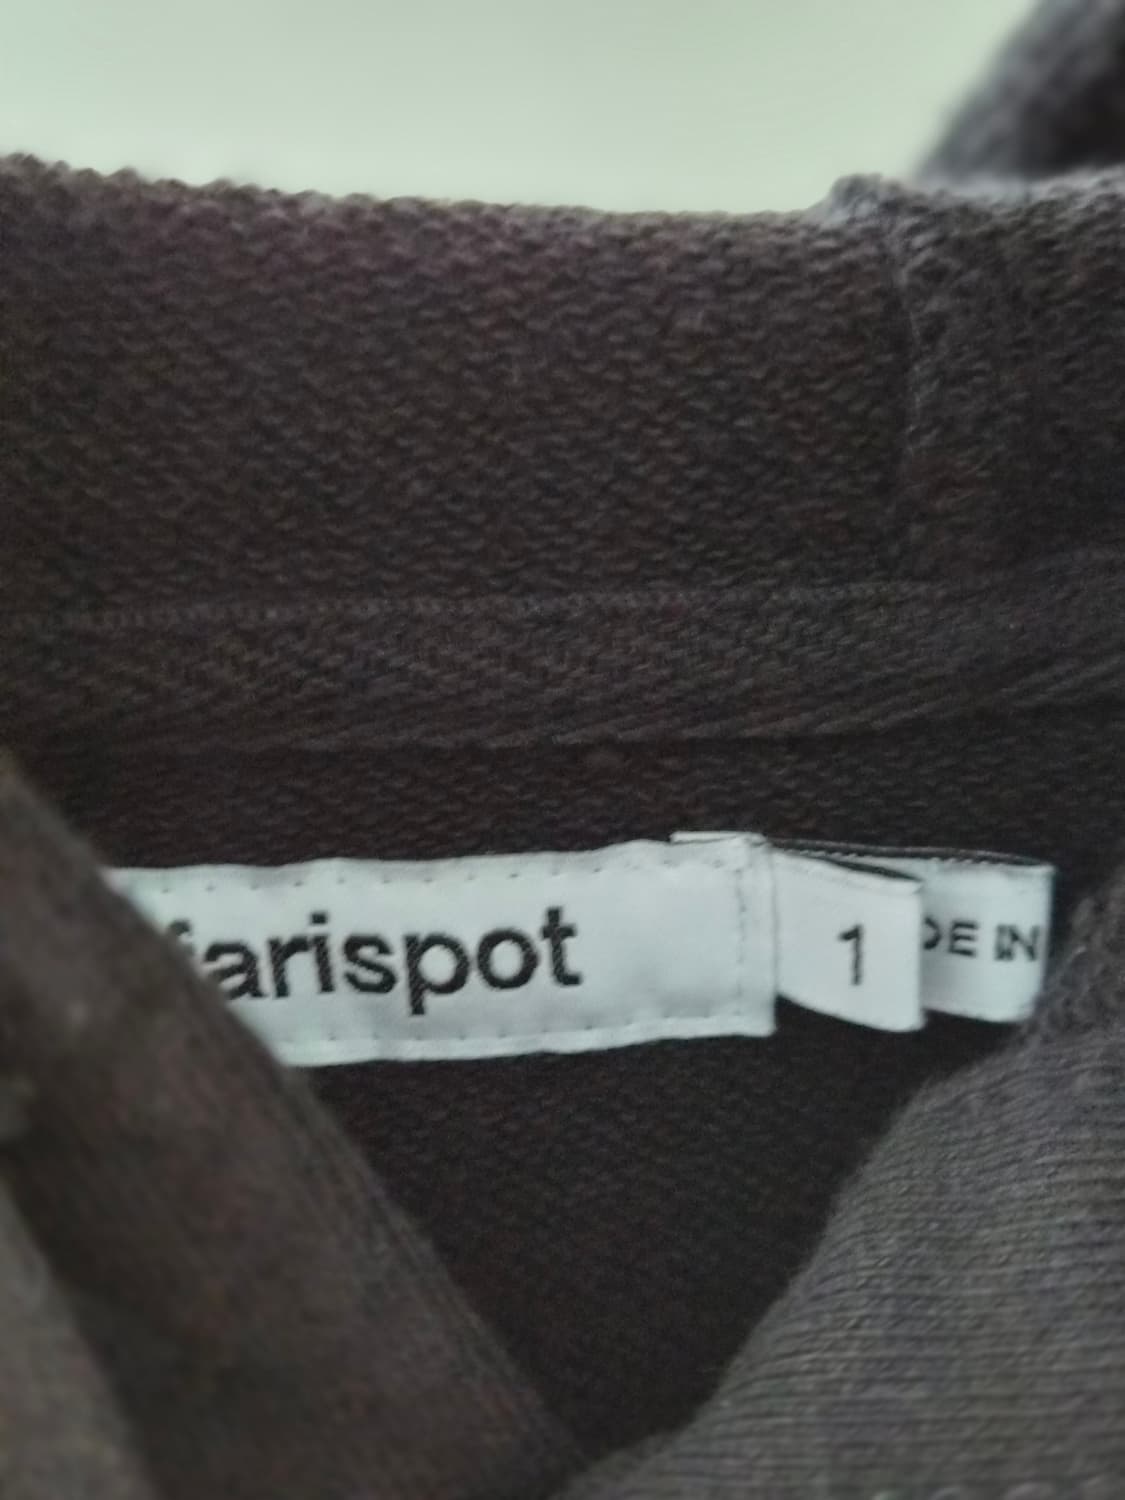 farispot
1
DE IN